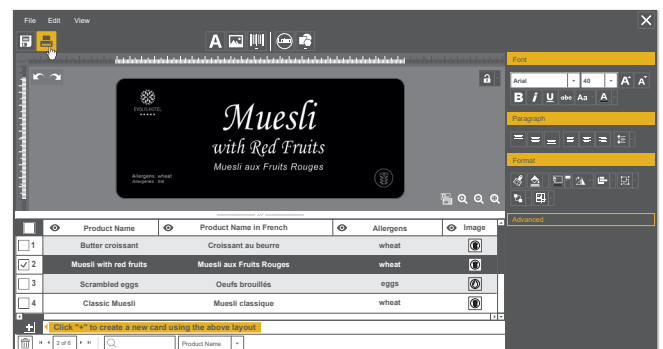 File Edit View
A
Font
Arial 40 A A
B i U abc Aa A
Paragraph
Format
Advanced
EVOLIS HOTEL
Muesli
with Red Fruits
Muesli aux Fruits Rouges
Allergens: wheat
Allergènes : blé
Product Name Product Name in French Allergens Image
1 Butter croissant Croissant au beurre wheat
2 Muesli with red fruits Muesli aux Fruits Rouges wheat
3 Scrambled eggs Oeufs brouillés eggs
4 Classic Muesli Muesli classique wheat
Click "+" to create a new card using the above layout
2 of 6 Product Name